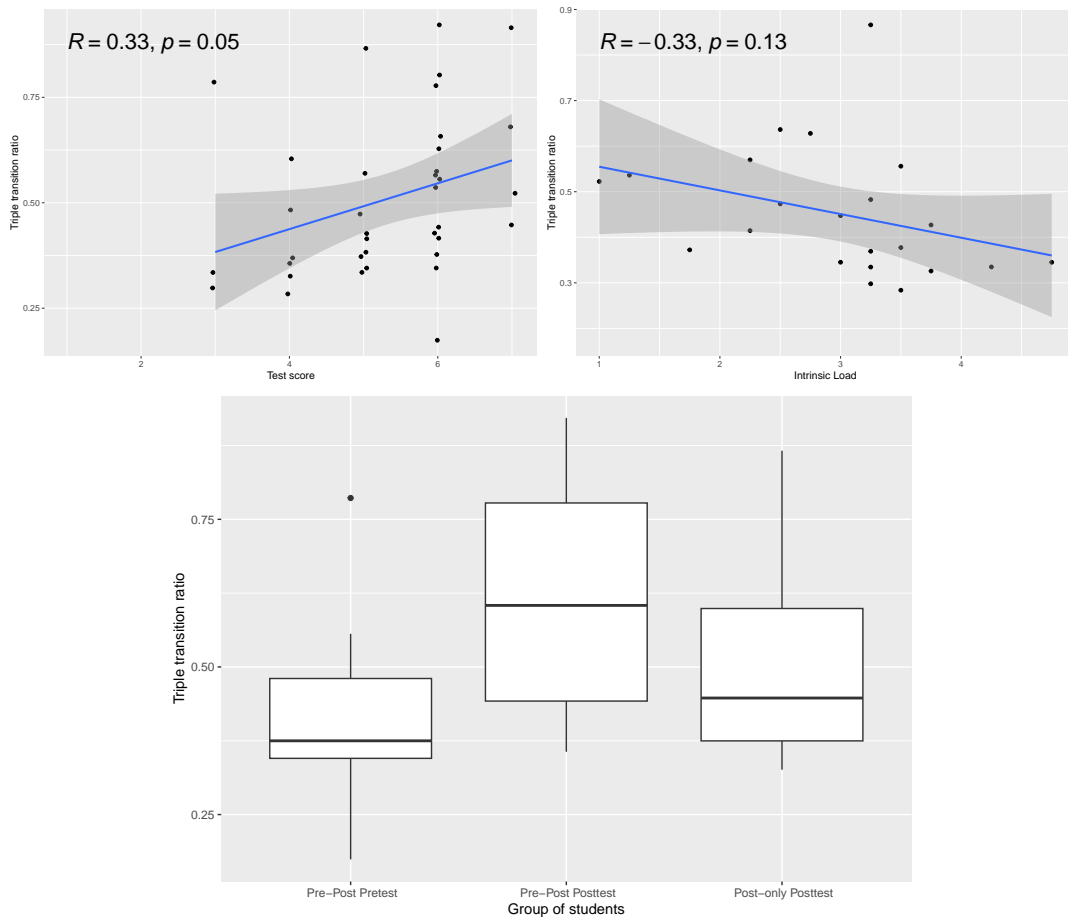 R = 0.33, p = 0.05
Triple transition ratio
0.75
0.50
0.25
2
4
6
Test score
R = −0.33, p = 0.13
Triple transition ratio
0.9
0.7
0.5
0.3
1
2
3
4
Intrinsic Load
Triple transition ratio
0.75
0.50
0.25
Pre−Post Pretest
Pre−Post Posttest
Post−only Posttest
Group of students